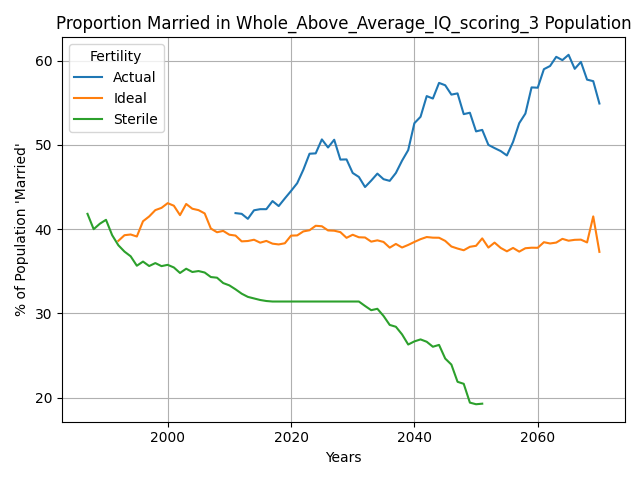 Proportion Married in Whole_Above_Average_IQ_scoring_3 Population
Fertility
Actual
Ideal
Sterile
% of Population 'Married'
60
50
40
30
20
2000
2020
2040
2060
Years